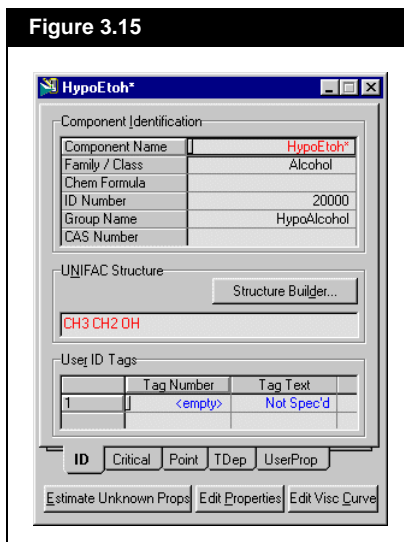 Figure 3.15
HypoEtoh*
Component Identification
Component Name HypoEtoh*
Family / Class Alcohol
Chem Formula
ID Number 20000
Group Name HypoAlcohol
CAS Number
UNIFAC Structure
Structure Builder...
CH3 CH2 OH
User ID Tags
Tag Number Tag Text
1 <empty> Not Spec'd
ID Critical Point TDep UserProp
Estimate Unknown Props Edit Properties Edit Visc Curve